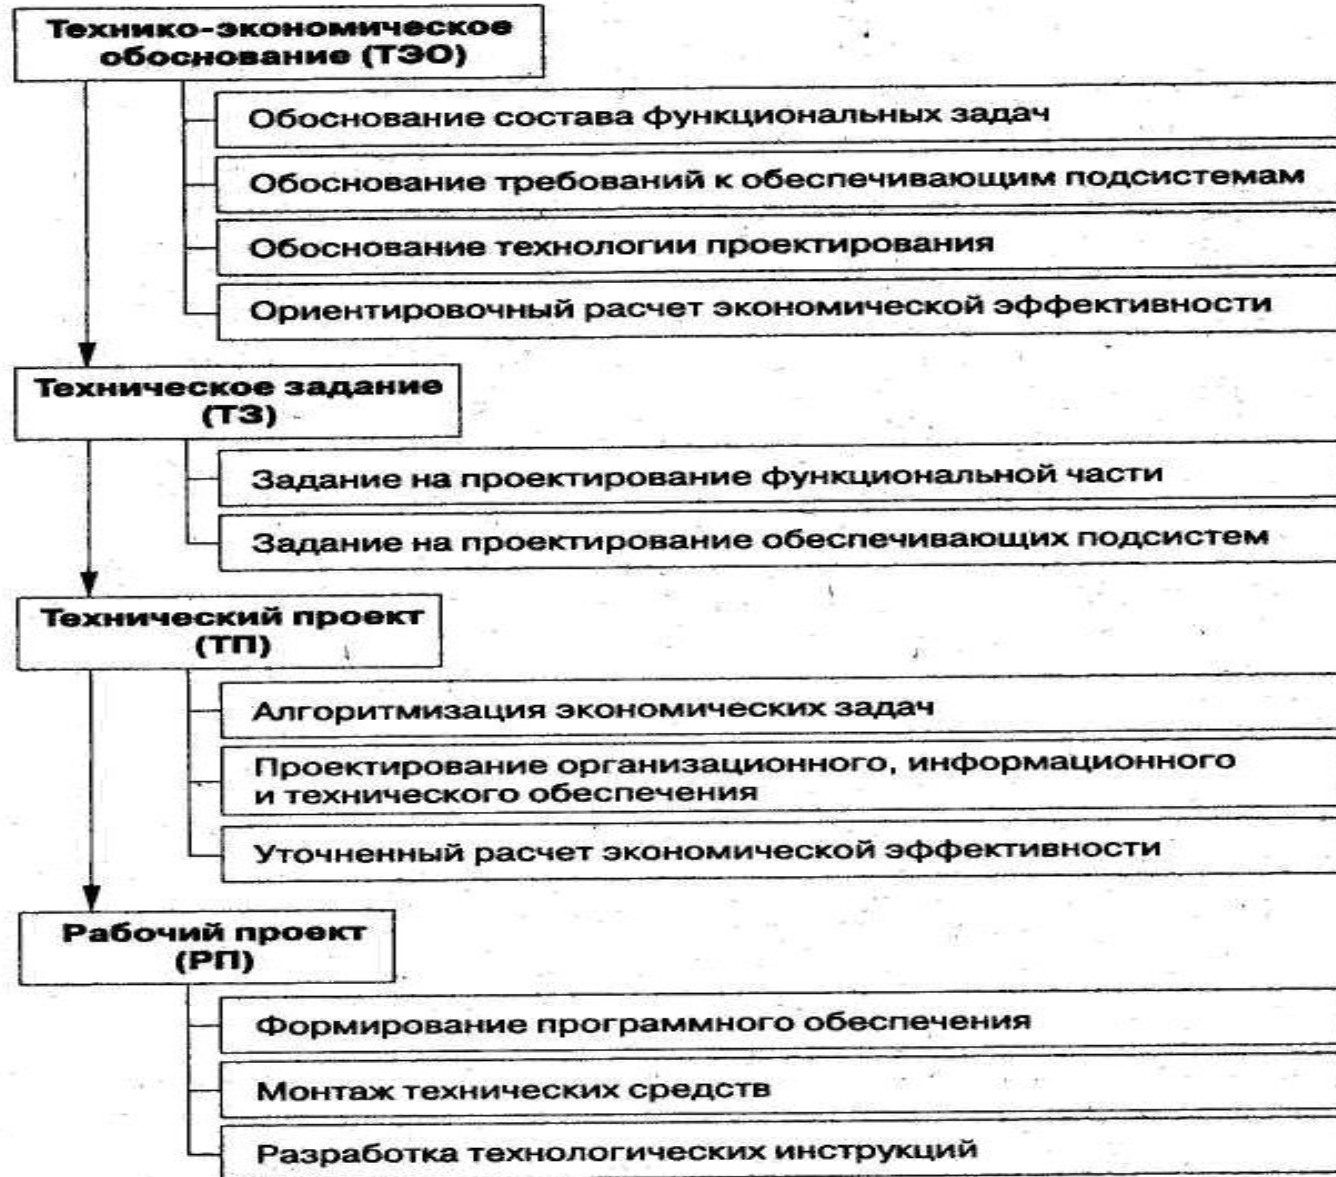 Технико-экономическое
обоснование (ТЭО)
Обоснование состава функциональных задач
Обоснование требований к обеспечивающим подсистемам
Обоснование технологии проектирования
Ориентировочный расчет экономической эффективности
Техническое задание
(ТЗ)
Задание на проектирование функциональной части
Задание на проектирование обеспечивающих подсистем
Технический проект
(ТП)
Алгоритмизация экономических задач
Проектирование организационного, информационного
и технического обеспечения
Уточненный расчет экономической эффективности
Рабочий проект
(РП)
Формирование программного обеспечения
Монтаж технических средств
Разработка технологических инструкций